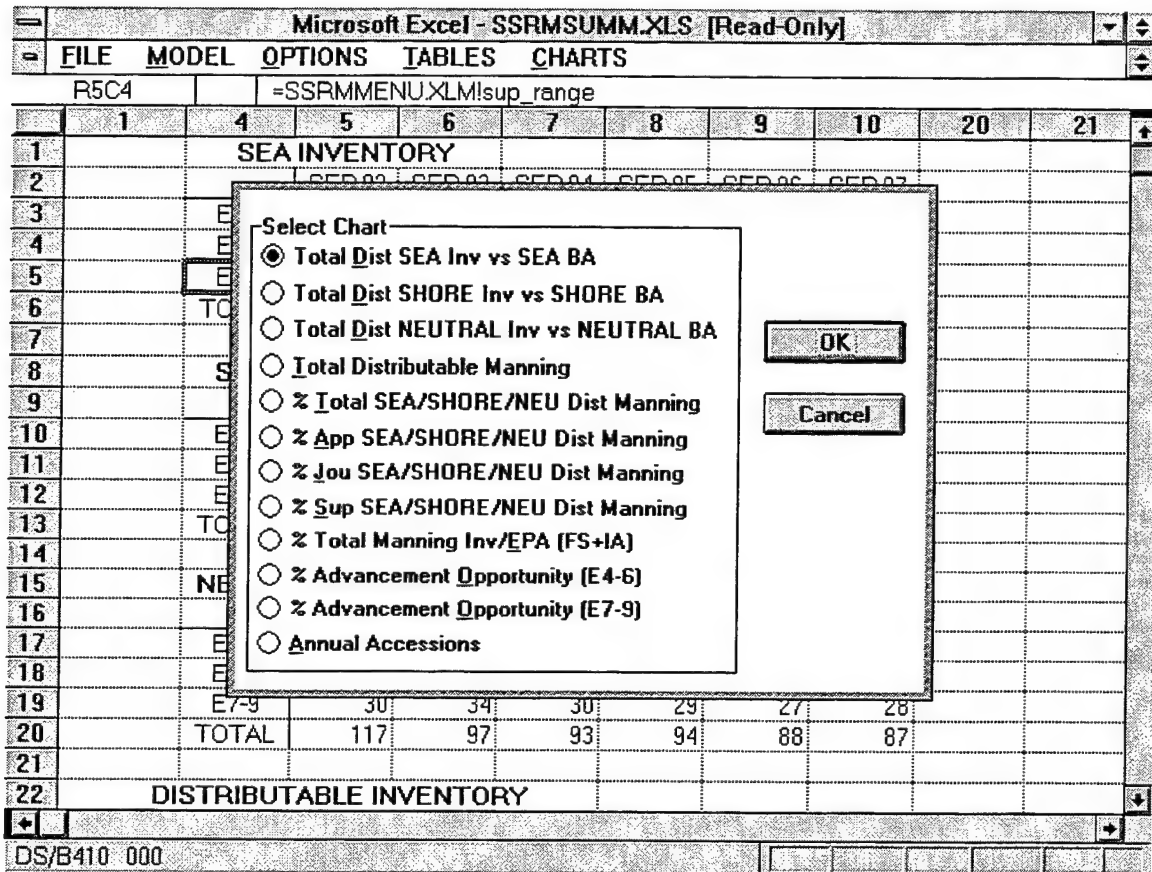 Microsoft Excel - SSRMSUMM.XLS [Read-Only]
FILE MODEL OPTIONS TABLES CHARTS
R5C4 =SSRMMENU.XLM!sup_range
1 4 5 6 7 8 9 10 20 21
1 SEA INVENTORY
2
3 E
4 E
5 E
6 TO
7
8 S
9
10 E
11 E
12 E
13 TO
14
15 NE
16
17 E
18 E
Select Chart
Total Dist SEA Inv vs SEA BA
Total Dist SHORE Inv vs SHORE BA
Total Dist NEUTRAL Inv vs NEUTRAL BA
Total Distributable Manning
% Total SEA/SHORE/NEU Dist Manning
% App SEA/SHORE/NEU Dist Manning
% Jou SEA/SHORE/NEU Dist Manning
% Sup SEA/SHORE/NEU Dist Manning
% Total Manning Inv/EPA (FS+IA)
% Advancement Opportunity (E4-6)
% Advancement Opportunity (E7-9)
Annual Accessions
OK
Cancel
19 E7-9 30 34 30 29 27 28
20 TOTAL 117 97 93 94 88 87
21
22 DISTRIBUTABLE INVENTORY
DS/B410 000